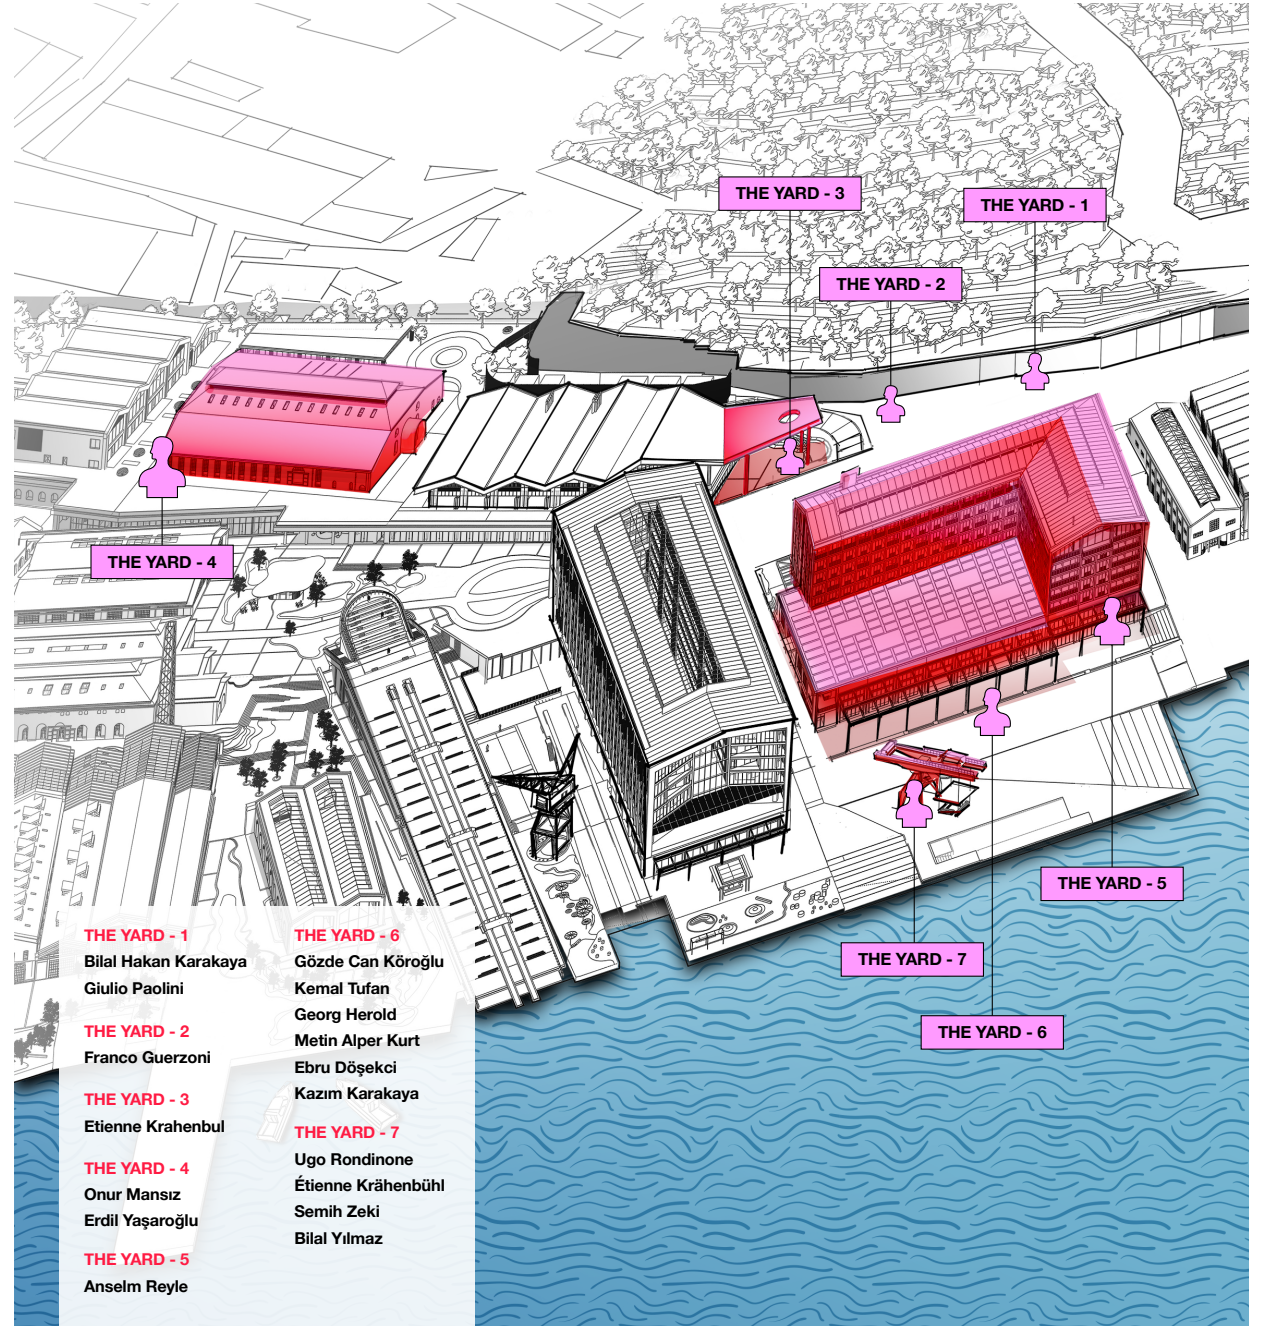 THE YARD - 3
THE YARD - 1
THE YARD - 2
THE YARD - 4
THE YARD - 5
THE YARD - 7
THE YARD - 6
THE YARD - 1
Bilal Hakan Karakaya
Giulio Paolini
THE YARD - 2
Franco Guerzoni
THE YARD - 3
Etienne Krahenbul
THE YARD - 4
Onur Mansız
Erdil Yaşaroğlu
THE YARD - 5
Anselm Reyle
THE YARD - 6
Gözde Can Köroğlu
Kemal Tufan
Georg Herold
Metin Alper Kurt
Ebru Döşekci
Kazım Karakaya
THE YARD - 7
Ugo Rondinone
Étienne Krähenbühl
Semih Zeki
Bilal Yılmaz